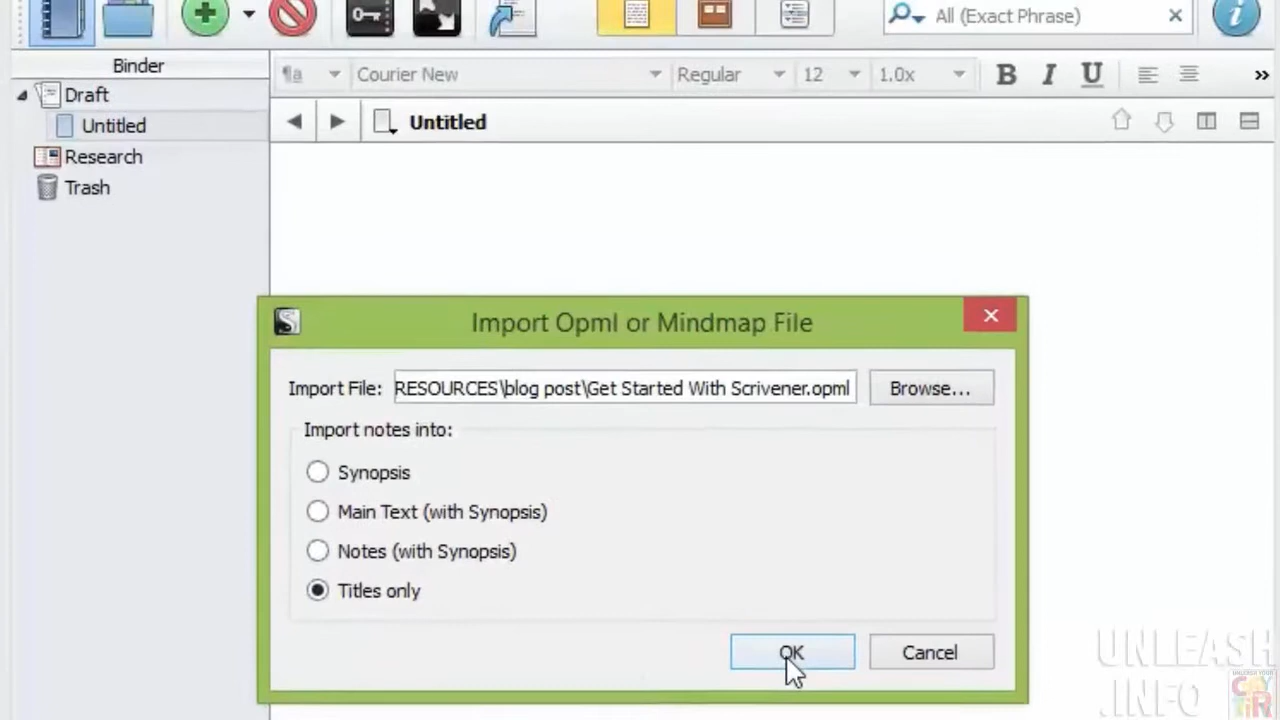 All (Exact Phrase)
Binder
Courier New
Regular
12
1.0x
B I U
»
Draft
Untitled
Untitled
Research
Trash
Import Opml or Mindmap File
Import File: RESOURCES\blog post\Get Started With Scrivener.opml Browse...
Import notes into:
Synopsis
Main Text (with Synopsis)
Notes (with Synopsis)
Titles only
OK Cancel
UNLEASH
.INFO